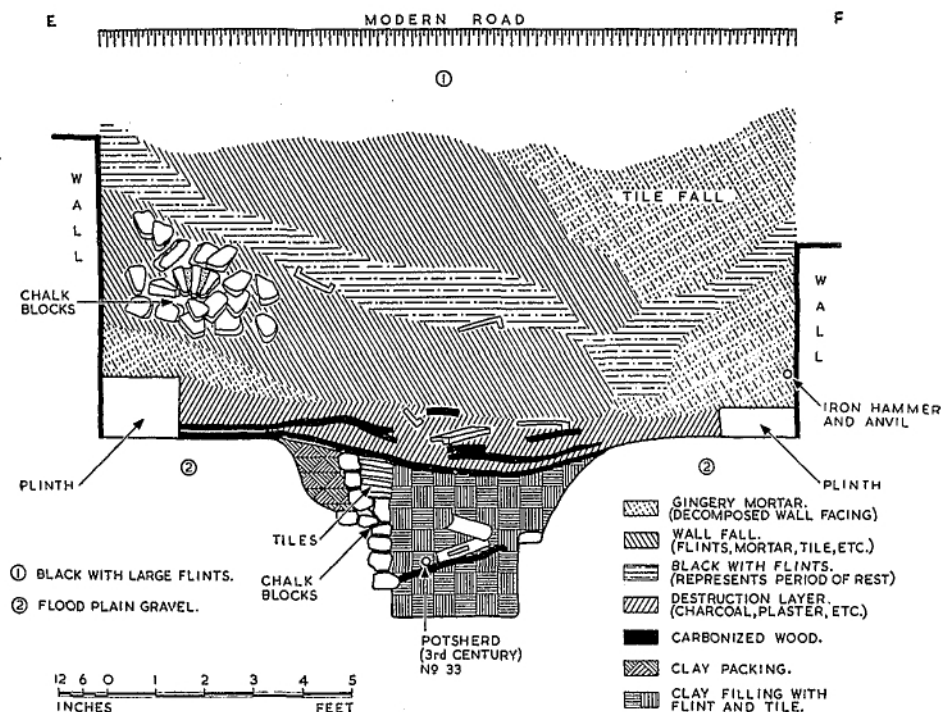 E
MODERN ROAD
F
①
WALL
TILE FALL
WALL
CHALK
BLOCKS
IRON HAMMER
AND ANVIL
PLINTH
②
②
PLINTH
TILES
CHALK
BLOCKS
POTSHERD
(3rd CENTURY)
Nº 33
① BLACK WITH LARGE FLINTS.
② FLOOD PLAIN GRAVEL.
GINGERY MORTAR.
(DECOMPOSED WALL FACING)
WALL FALL.
(FLINTS, MORTAR, TILE, ETC.)
BLACK WITH FLINTS.
(REPRESENTS PERIOD OF REST)
DESTRUCTION LAYER.
(CHARCOAL, PLASTER, ETC.)
CARBONIZED WOOD.
CLAY PACKING.
CLAY FILLING WITH
FLINT AND TILE.
12 6 0 1 2 3 4 5
INCHES FEET